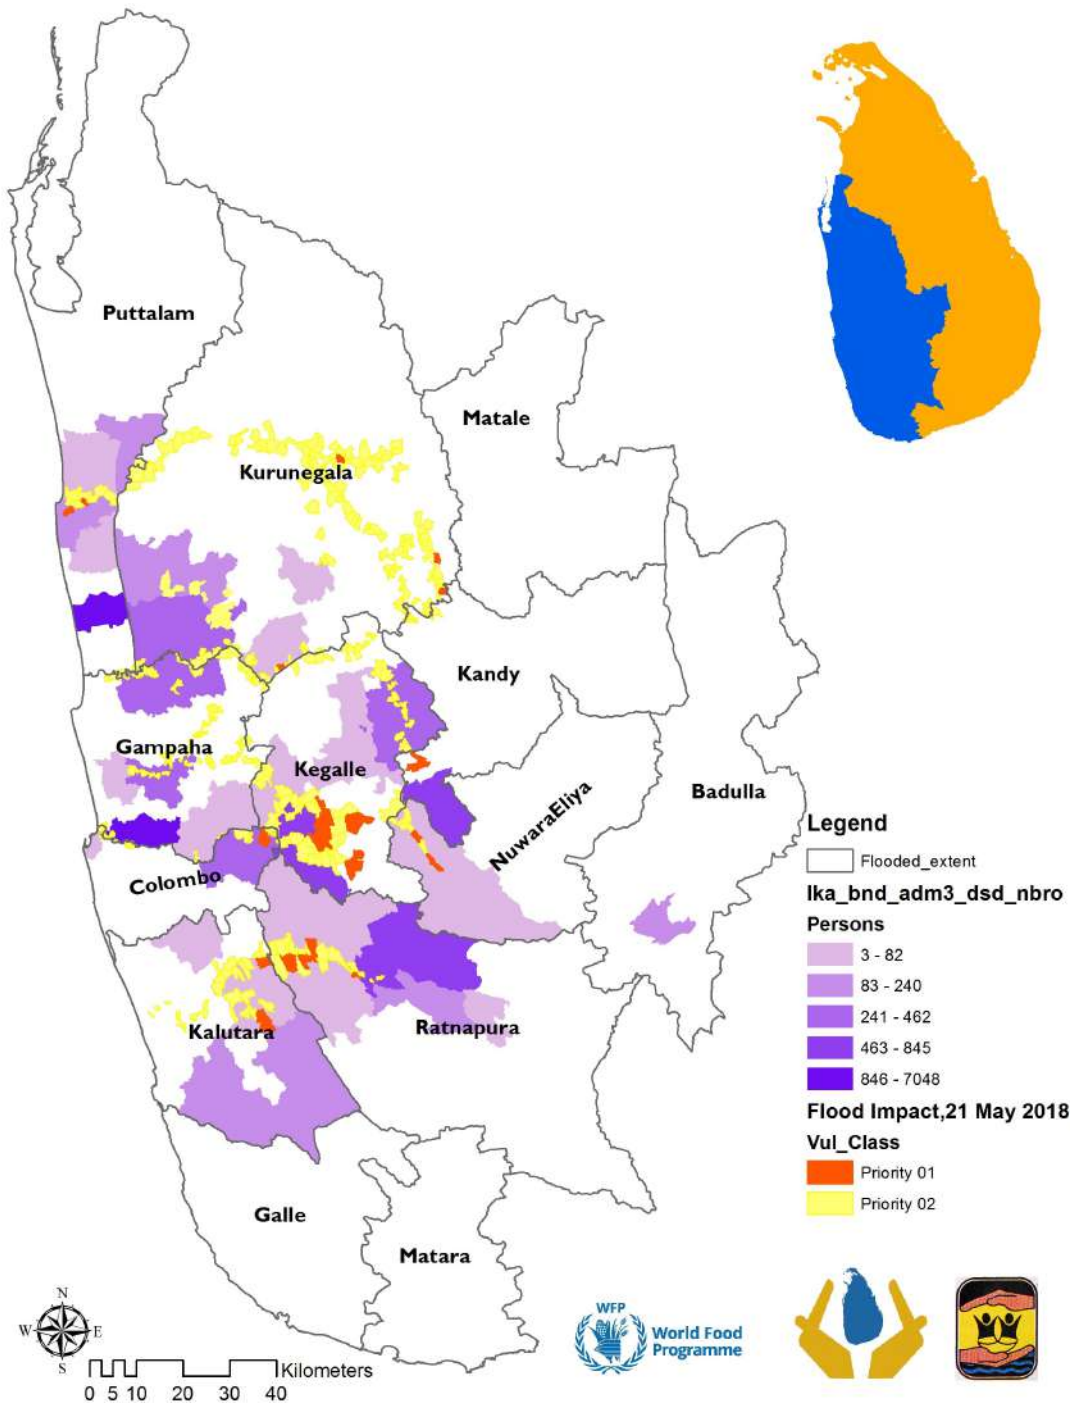 Puttalam
Matale
Kurunegala
Kandy
Gampaha
Kegalle
Badulla
NuwaraEliya
Colombo
Kalutara
Ratnapura
Galle
Matara
Legend
Flooded_extent
lka_bnd_adm3_dsd_nbro
Persons
3 - 82
83 - 240
241 - 462
463 - 845
846 - 7048
Flood Impact,21 May 2018
Vul_Class
Priority 01
Priority 02
N
W E
S
Kilometers
0 5 10 20 30 40
WFP
World Food
Programme